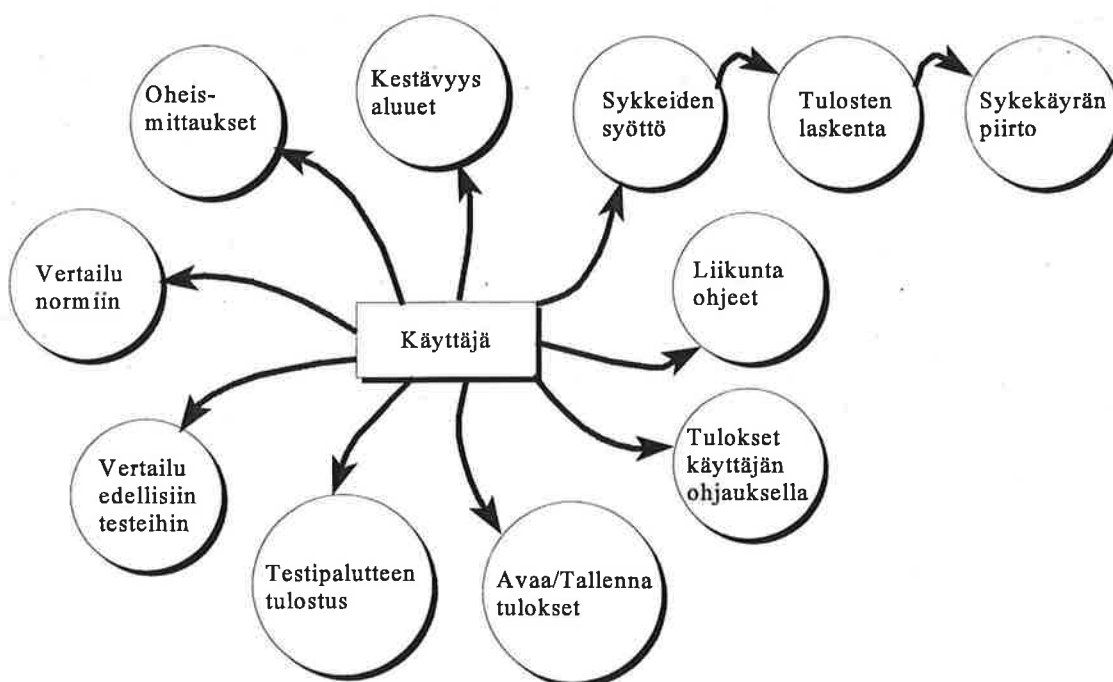 Oheis-
mittaukset
Kestävyys
aluuet
Sykkeiden
syöttö
Tulosten
laskenta
Sykekäyrän
piirto
Vertailu
normiin
Käyttäjä
Liikunta
ohjeet
Vertailu
edellisiin
testeihin
Tulokset
käyttäjän
ohjauksella
Testipalutteen
tulostus
Avaa/Tallenna
tulokset